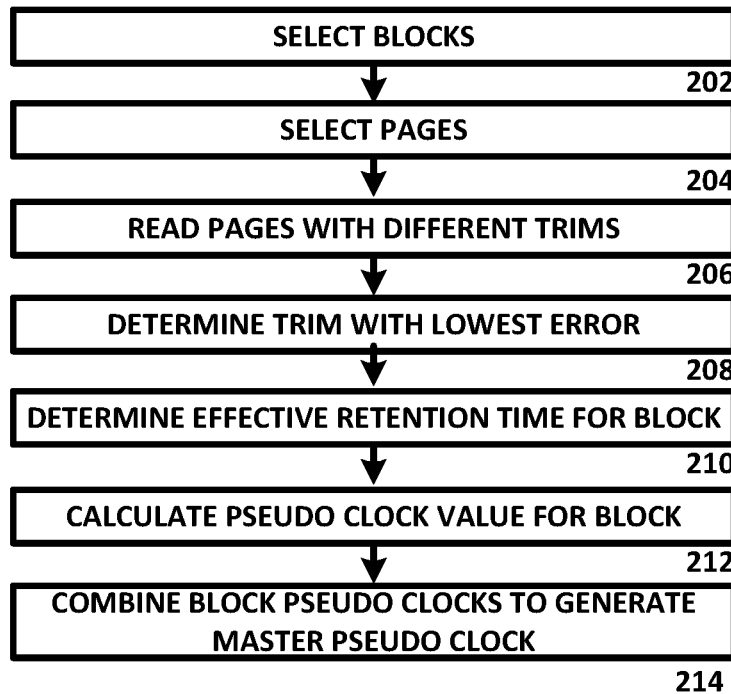 SELECT BLOCKS
202
SELECT PAGES
204
READ PAGES WITH DIFFERENT TRIMS
206
DETERMINE TRIM WITH LOWEST ERROR
208
DETERMINE EFFECTIVE RETENTION TIME FOR BLOCK
210
CALCULATE PSEUDO CLOCK VALUE FOR BLOCK
212
COMBINE BLOCK PSEUDO CLOCKS TO GENERATE
MASTER PSEUDO CLOCK
214